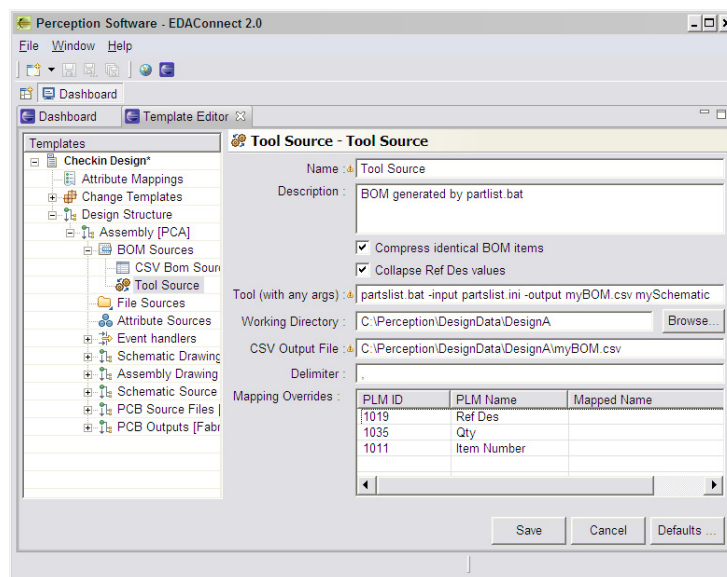 Perception Software - EDAConnect 2.0
File Window Help
Dashboard
Dashboard Template Editor
Templates
Checkin Design*
Attribute Mappings
Change Templates
Design Structure
Assembly [PCA]
BOM Sources
CSV Bom Sour
Tool Source
File Sources
Attribute Sources
Event handlers
Schematic Drawing
Assembly Drawing
Schematic Source
PCB Source Files [
PCB Outputs [Fabr
Tool Source - Tool Source
Name : Tool Source
Description : BOM generated by partlist.bat
Compress identical BOM items
Collapse Ref Des values
Tool (with any args) : partslist.bat -input partslist.ini -output myBOM.csv mySchematic
Working Directory : C:\Perception\DesignData\DesignA Browse...
CSV Output File : C:\Perception\DesignData\DesignA\myBOM.csv
Delimiter : ,
Mapping Overrides : PLM ID PLM Name Mapped Name
1019 Ref Des
1035 Qty
1011 Item Number
Save Cancel Defaults ...